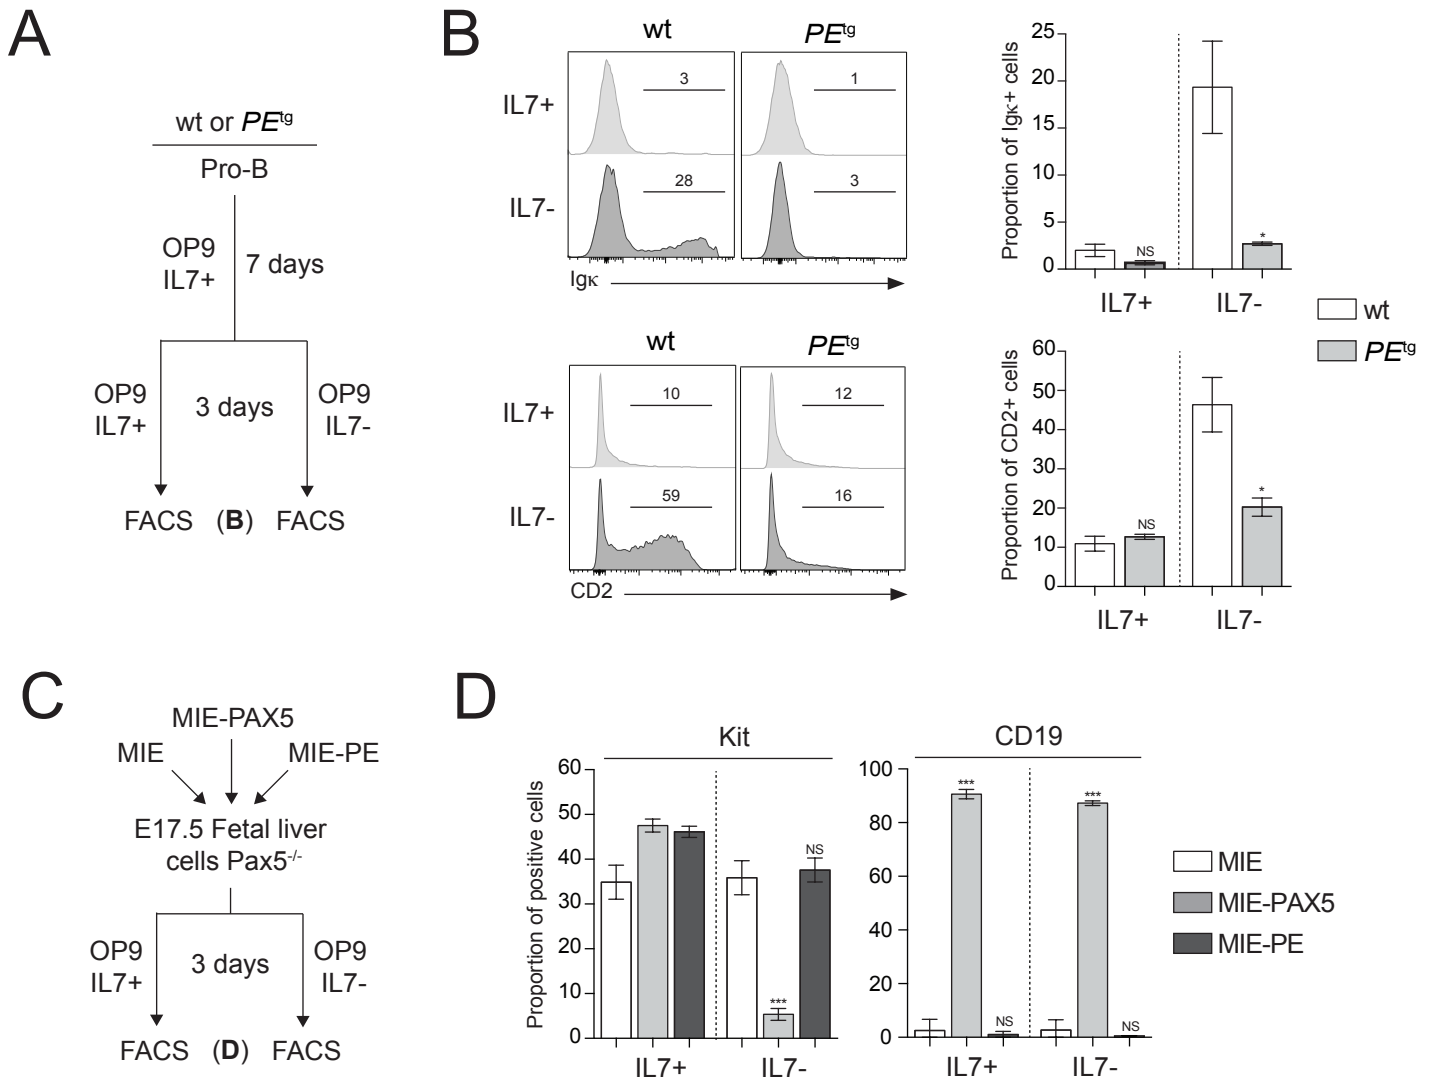 A
wt or PEtg
Pro-B
OP9
IL7+
7 days
OP9
IL7+
3 days
OP9
IL7-
FACS (B) FACS
B
wt PEtg
IL7+
3
1
IL7-
28
3
Igκ
Proportion of Igκ+ cells
25
20
15
10
5
0
NS
*
IL7+ IL7-
wt
PEtg
wt PEtg
IL7+
10
12
IL7-
59
16
CD2
Proportion of CD2+ cells
60
50
40
30
20
10
0
NS
*
IL7+ IL7-
C
MIE-PAX5
MIE MIE-PE
E17.5 Fetal liver
cells Pax5-/-
OP9
IL7+
3 days
OP9
IL7-
FACS (D) FACS
D
Kit
Proportion of positive cells
60
50
40
30
20
10
0
***
NS
IL7+ IL7-
CD19
100
80
60
40
20
0
***
NS
***
NS
IL7+ IL7-
MIE
MIE-PAX5
MIE-PE